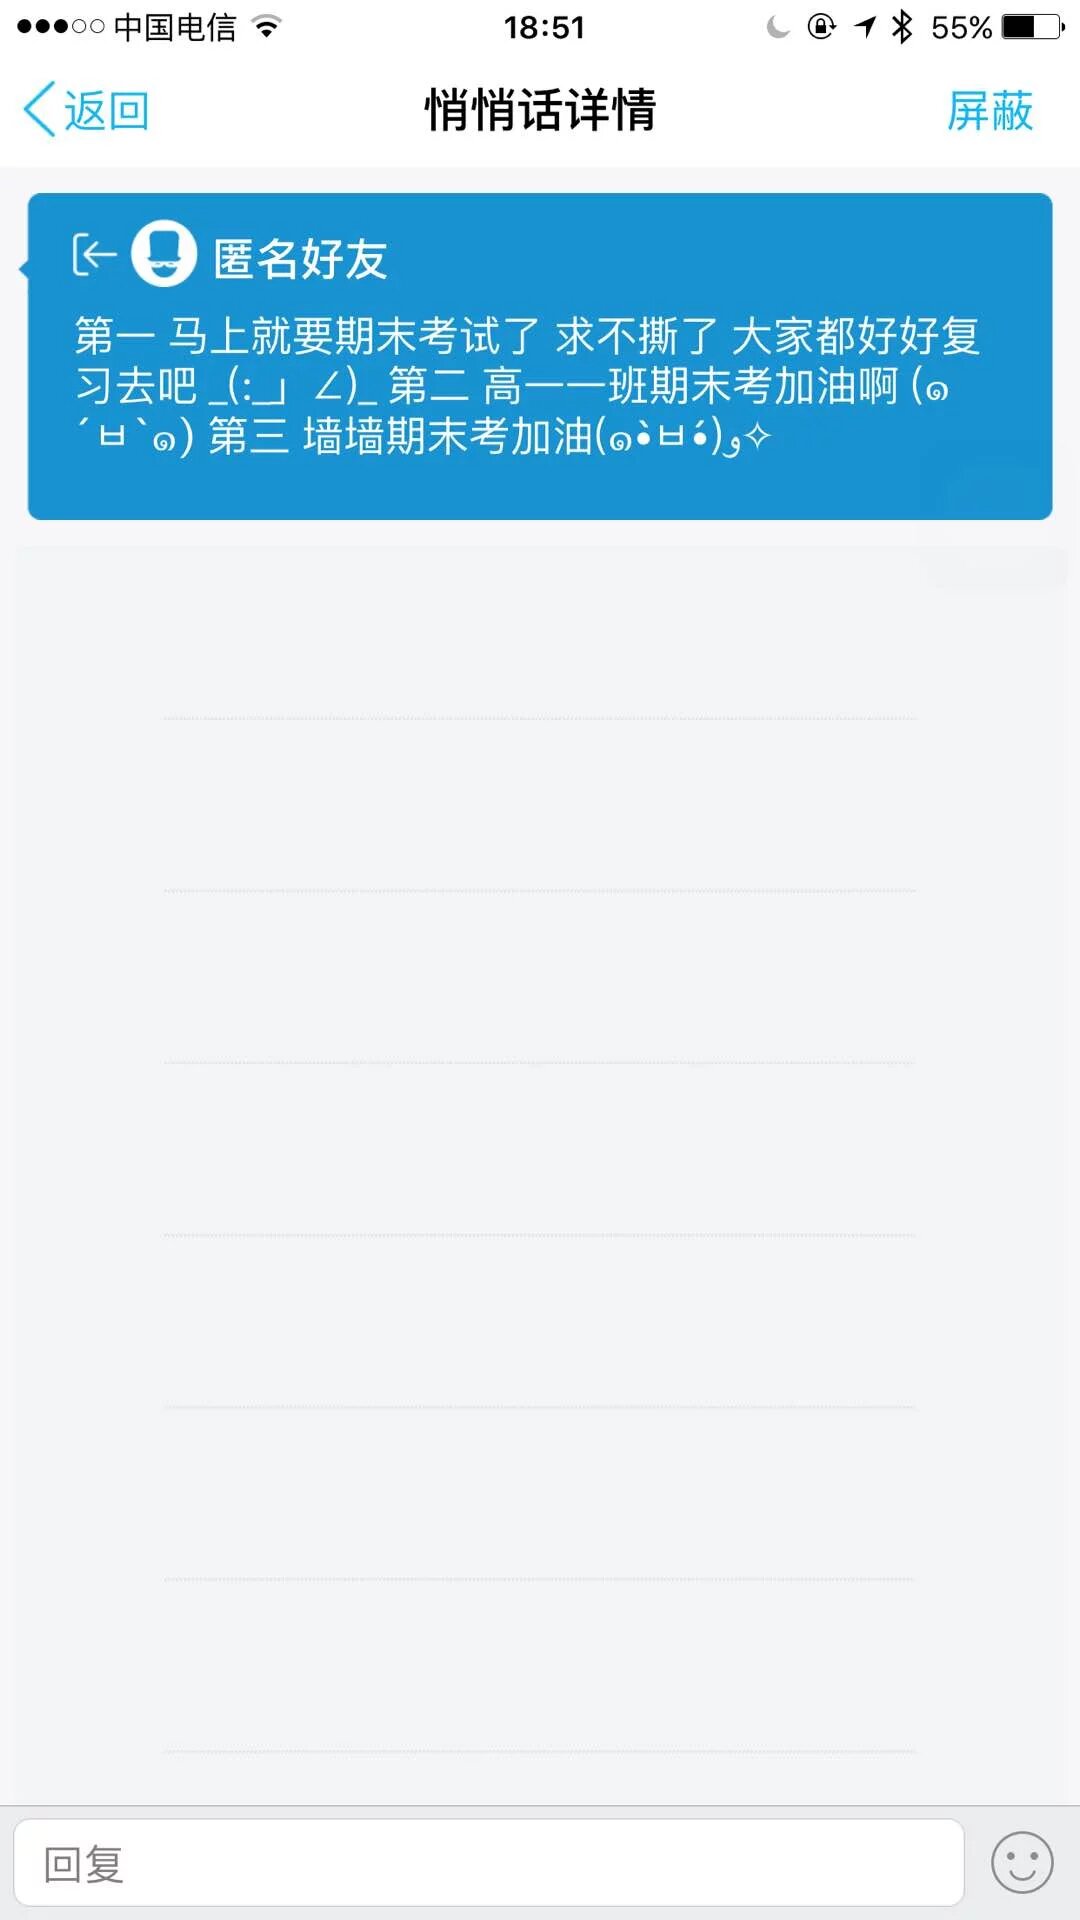 中国电信 18:51 55%
返回 悄悄话详情 屏蔽
匿名好友
第一 马上就要期末考试了 求不撕了 大家都好好复
习去吧 _(:_」∠)_ 第二 高一一班期末考加油啊 (๑
´ㅂ`๑) 第三 墙墙期末考加油(๑•̀ㅂ•́)و✧
回复